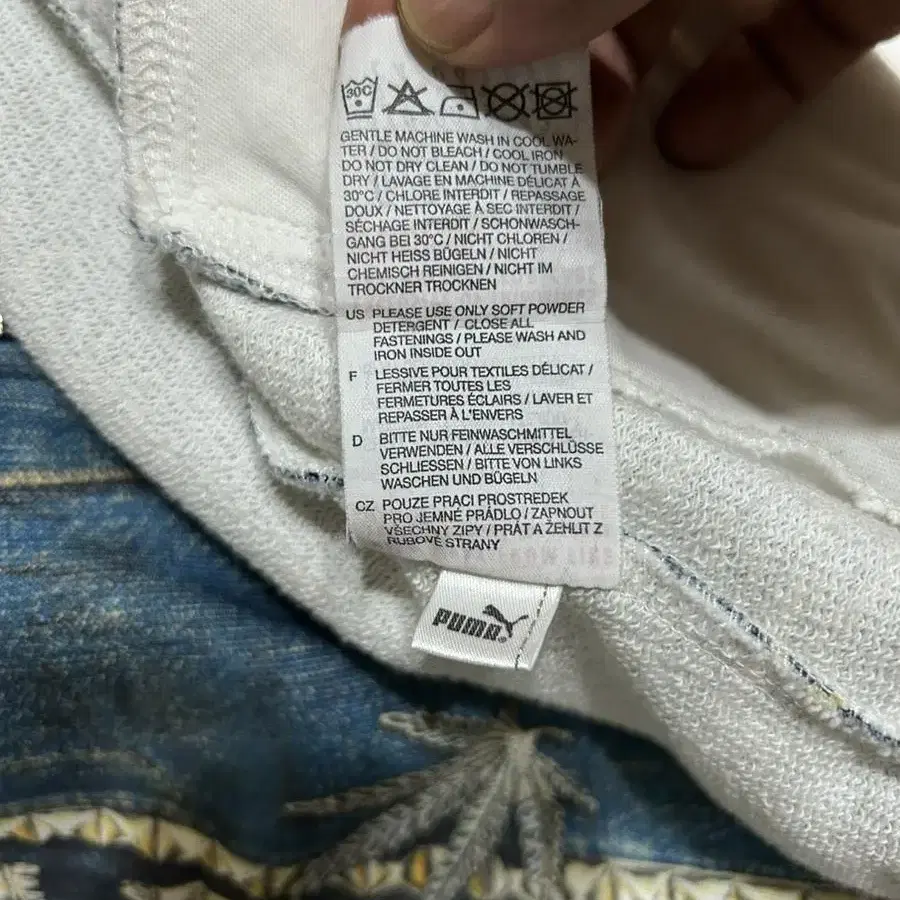 30C
GENTLE MACHINE WASH IN COOL WA-
TER / DO NOT BLEACH / COOL IRON
DO NOT DRY CLEAN / DO NOT TUMBLE
DRY / LAVAGE EN MACHINE DÉLICAT À
30°C / CHLORE INTERDIT / REPASSAGE
DOUX / NETTOYAGE À SEC INTERDIT /
SÉCHAGE INTERDIT / SCHONWASCH-
GANG BEI 30°C / NICHT CHLOREN /
NICHT HEISS BÜGELN / NICHT
CHEMISCH REINIGEN / NICHT IM
TROCKNER TROCKNEN
US PLEASE USE ONLY SOFT POWDER
DETERGENT / CLOSE ALL
FASTENINGS / PLEASE WASH AND
IRON INSIDE OUT
F LESSIVE POUR TEXTILES DÉLICAT /
FERMER TOUTES LES
FERMETURES ÉCLAIRS / LAVER ET
REPASSER À L'ENVERS
D BITTE NUR FEINWASCHMITTEL
VERWENDEN / ALLE VERSCHLÜSSE
SCHLIESSEN / BITTE VON LINKS
WASCHEN UND BÜGELN
CZ POUZE PRACI PROSTREDEK
PRO JEMNÉ PRÁDLO / ZAPNOUT
VŠECHNY ZIPY / PRÁT A ŽEHLIT Z
RUBOVÉ STRANY
PUMA